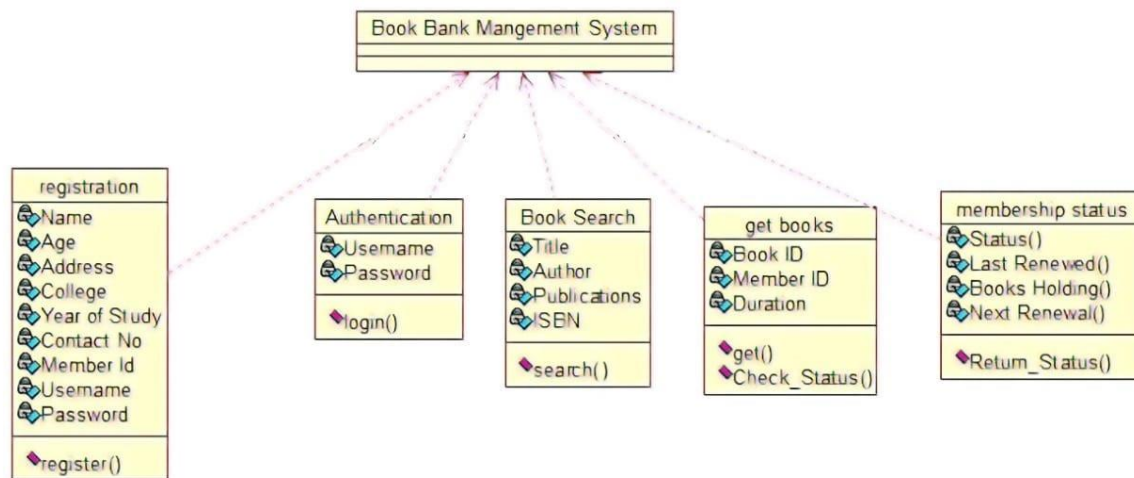 Book Bank Mangement System
registration
Name
Age
Address
College
Year of Study
Contact No
Member Id
Username
Password
register()
Authentication
Username
Password
login()
Book Search
Title
Author
Publications
ISBN
search()
get books
Book ID
Member ID
Duration
get()
Check_Status()
membership status
Status()
Last Renewed()
Books Holding()
Next Renewal()
Return_Status()